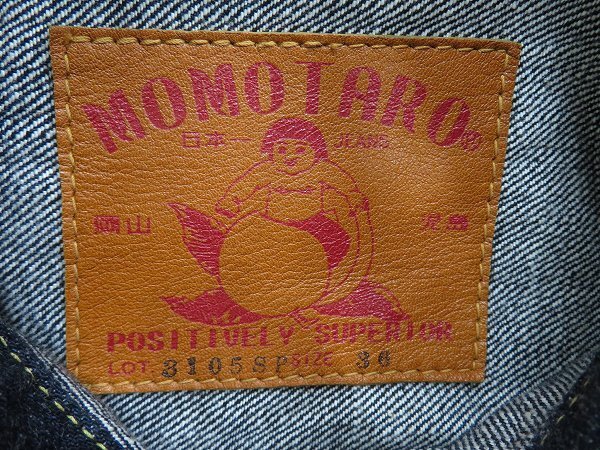 MOMOTARO®
日本一 JEANS
岡山 児島
POSITIVELY SUPERIOR
LOT 3105SP SIZE 36